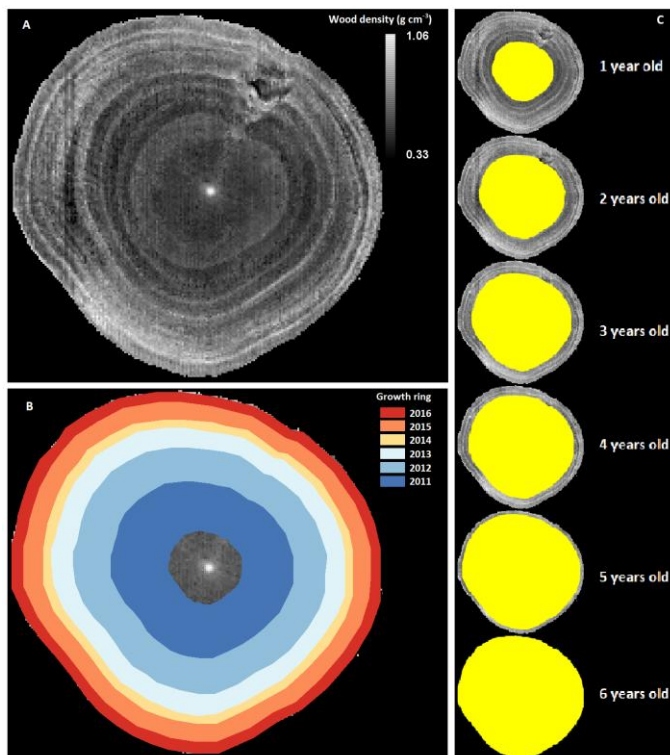 A
Wood density (g cm⁻³)
1.06
0.33
B
Growth ring
2016
2015
2014
2013
2012
2011
C
1 year old
2 years old
3 years old
4 years old
5 years old
6 years old